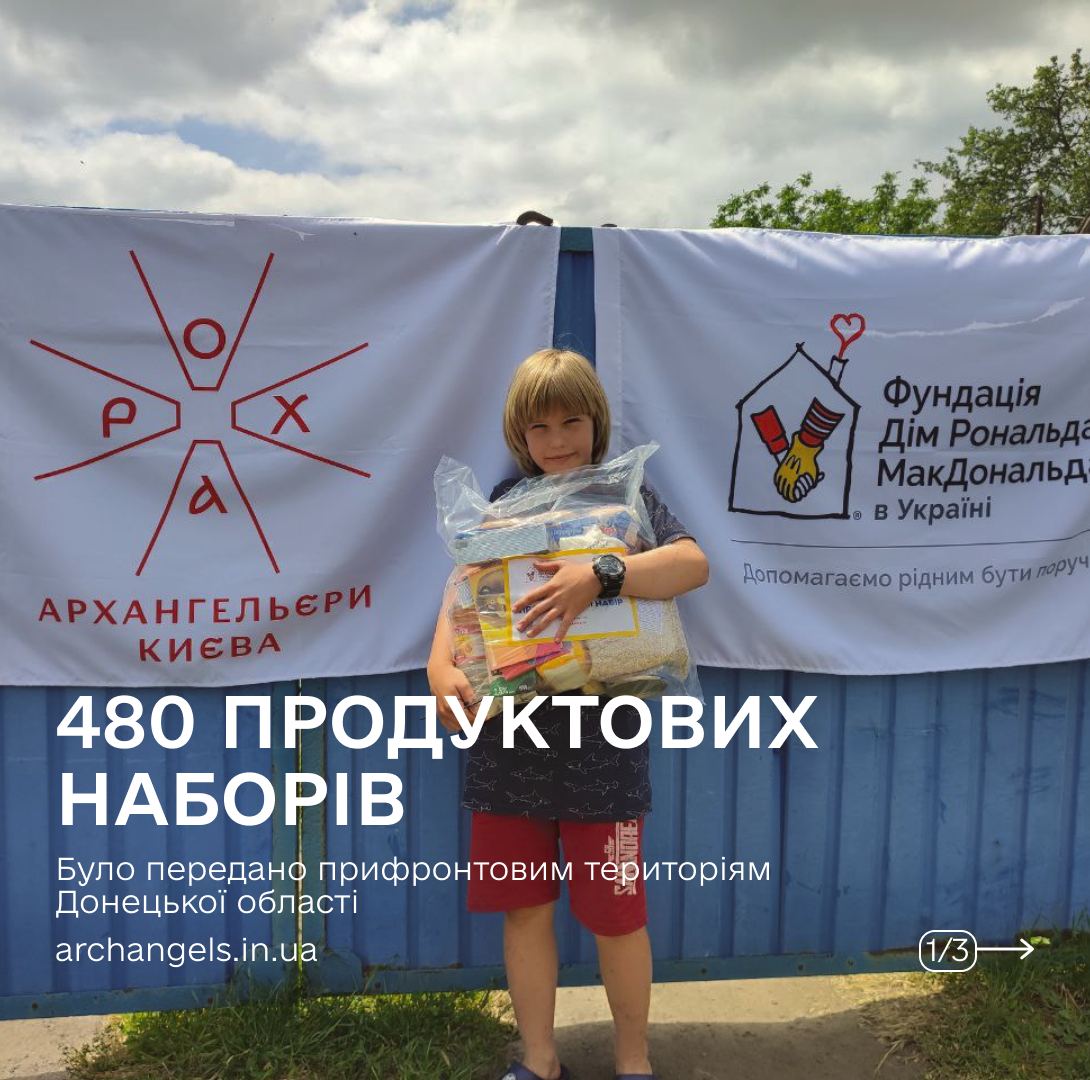 О
Р Х
А
АРХАНГЕЛЬЄРИ
КИЄВА
Фундація
Дім Рональда
МакДональда
® в Україні
Допомагаємо рідним бути поруч
НАБІР
480 ПРОДУКТОВИХ
НАБОРІВ
Було передано прифронтовим територіям
Донецької області
archangels.in.ua
1/3